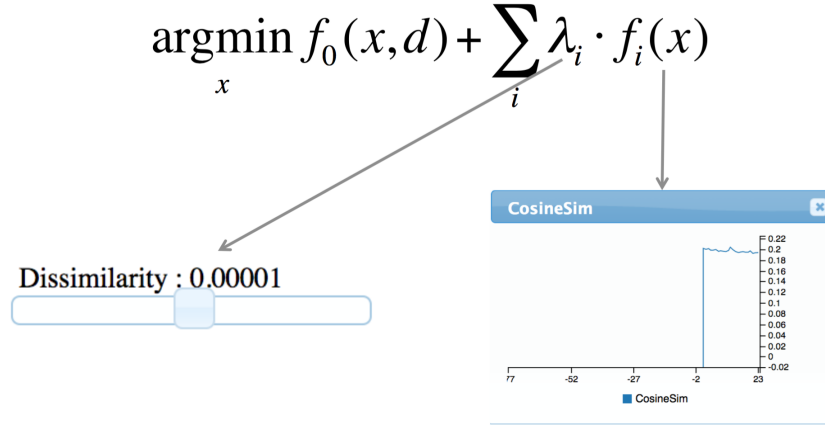 argmin f₀(x,d) + ∑ λᵢ · fᵢ(x)
x
i
CosineSim
Dissimilarity : 0.00001
0.22
0.2
0.18
0.16
0.14
0.12
0.1
0.08
0.06
0.04
0.02
0
-0.02
77 -52 -27 -2 23
CosineSim